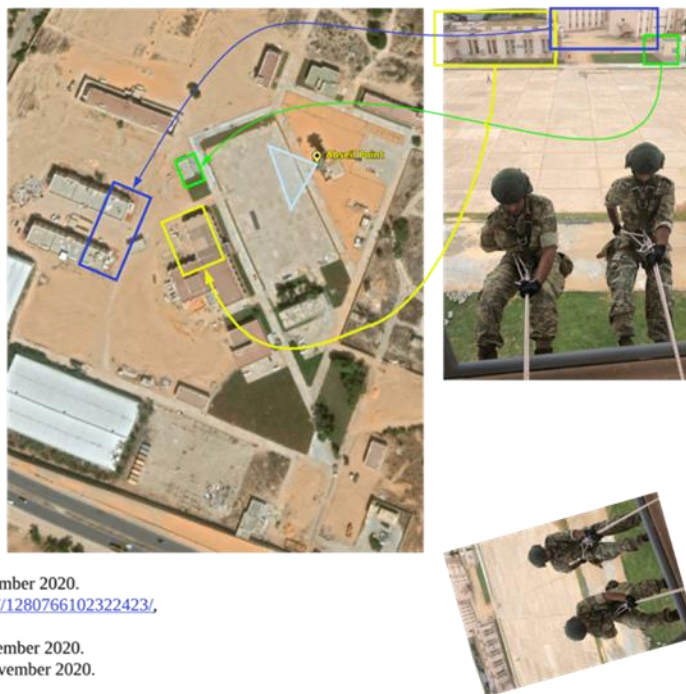 Abseil Point
mber 2020.
/1280766102322423/,
ember 2020.
vember 2020.